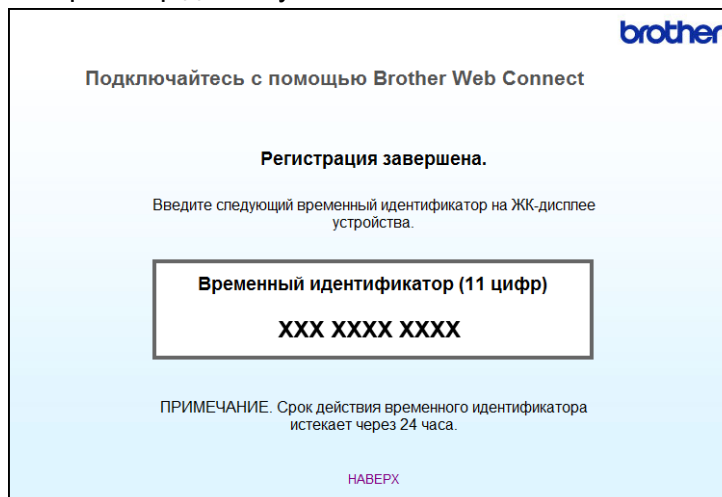 brother
Подключайтесь с помощью Brother Web Connect
Регистрация завершена.
Введите следующий временный идентификатор на ЖК-дисплее
устройства.
Временный идентификатор (11 цифр)
XXX XXXX XXXX
ПРИМЕЧАНИЕ. Срок действия временного идентификатора
истекает через 24 часа.
НАВЕРХ